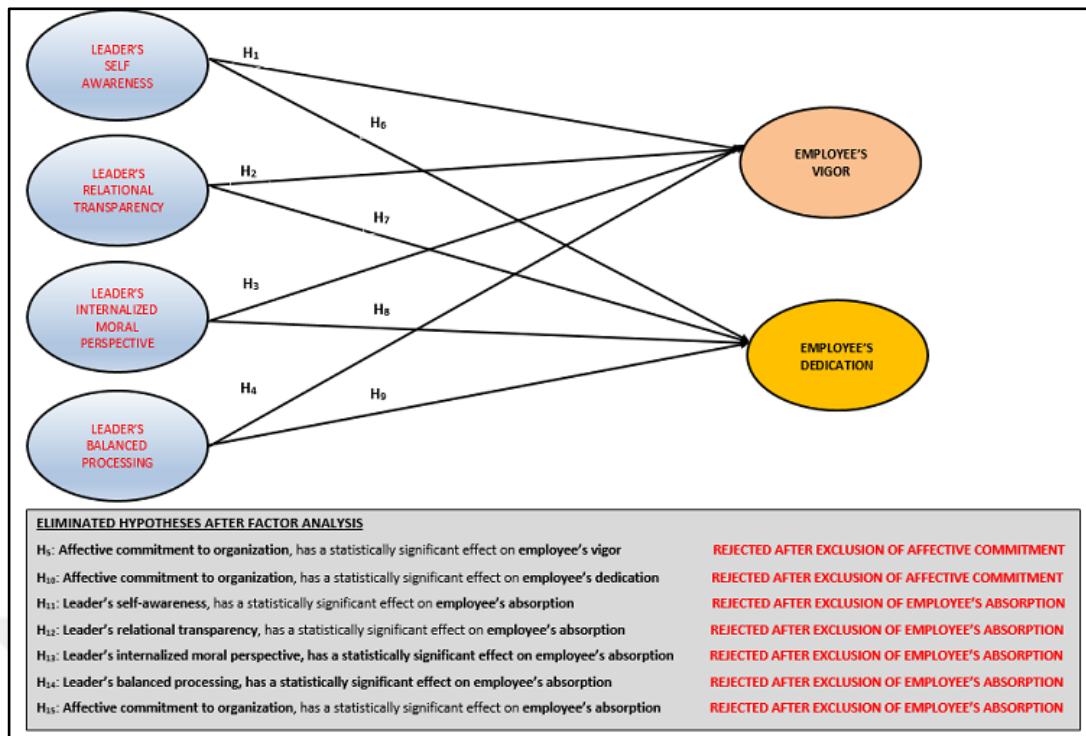 LEADER'S
SELF
AWARENESS
H₁
H₆
EMPLOYEE'S
VIGOR
LEADER'S
RELATIONAL
TRANSPARENCY
H₂
H₇
LEADER'S
INTERNALIZED
MORAL
PERSPECTIVE
H₃
H₈
EMPLOYEE'S
DEDICATION
LEADER'S
BALANCED
PROCESSING
H₄
H₉
ELIMINATED HYPOTHESES AFTER FACTOR ANALYSIS
H₅: Affective commitment to organization, has a statistically significant effect on employee's vigor REJECTED AFTER EXCLUSION OF AFFECTIVE COMMITMENT
H₁₀: Affective commitment to organization, has a statistically significant effect on employee's dedication REJECTED AFTER EXCLUSION OF AFFECTIVE COMMITMENT
H₁₁: Leader's self-awareness, has a statistically significant effect on employee's absorption REJECTED AFTER EXCLUSION OF EMPLOYEE'S ABSORPTION
H₁₂: Leader's relational transparency, has a statistically significant effect on employee's absorption REJECTED AFTER EXCLUSION OF EMPLOYEE'S ABSORPTION
H₁₃: Leader's internalized moral perspective, has a statistically significant effect on employee's absorption REJECTED AFTER EXCLUSION OF EMPLOYEE'S ABSORPTION
H₁₄: Leader's balanced processing, has a statistically significant effect on employee's absorption REJECTED AFTER EXCLUSION OF EMPLOYEE'S ABSORPTION
H₁₅: Affective commitment to organization, has a statistically significant effect on employee's absorption REJECTED AFTER EXCLUSION OF EMPLOYEE'S ABSORPTION